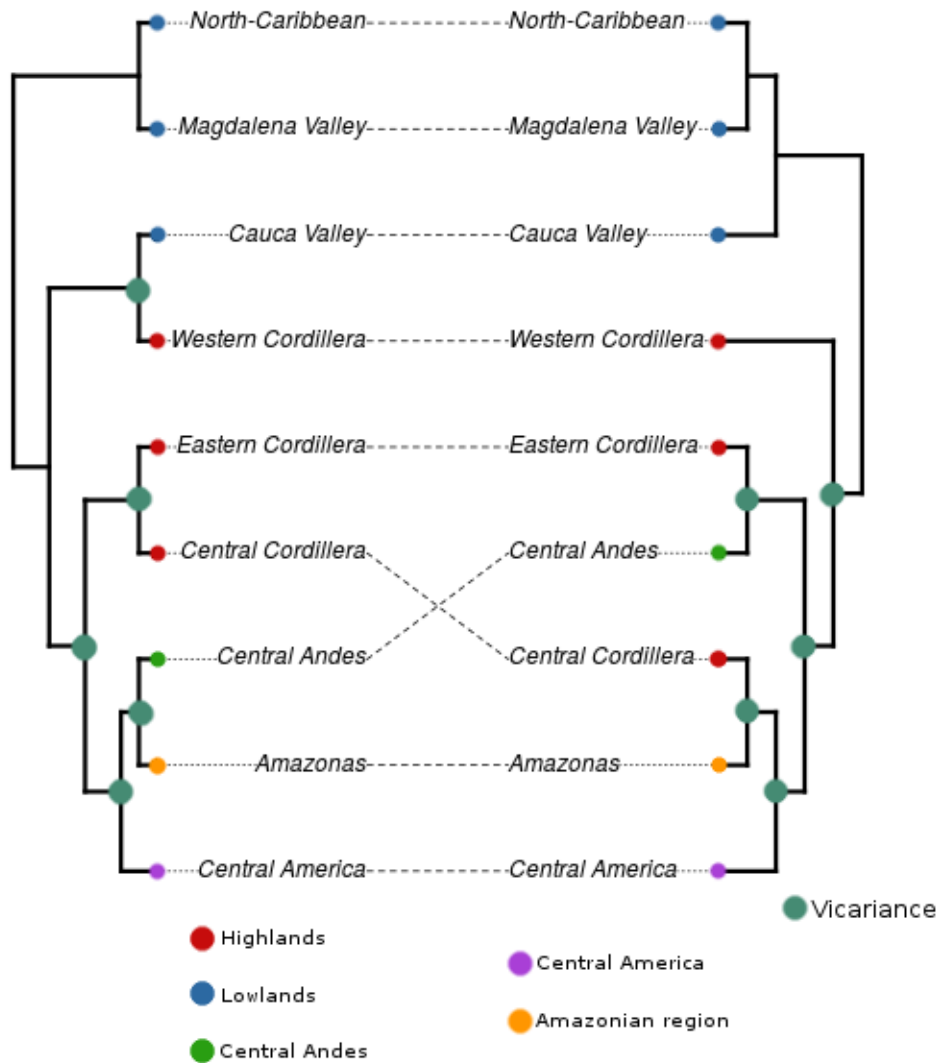 North-Caribbean North-Caribbean
Magdalena Valley Magdalena Valley
Cauca Valley Cauca Valley
Western Cordillera Western Cordillera
Eastern Cordillera Eastern Cordillera
Central Cordillera Central Andes
Central Andes Central Cordillera
Amazonas Amazonas
Central America Central America
Vicariance
Highlands
Central America
Lowlands
Amazonian region
Central Andes